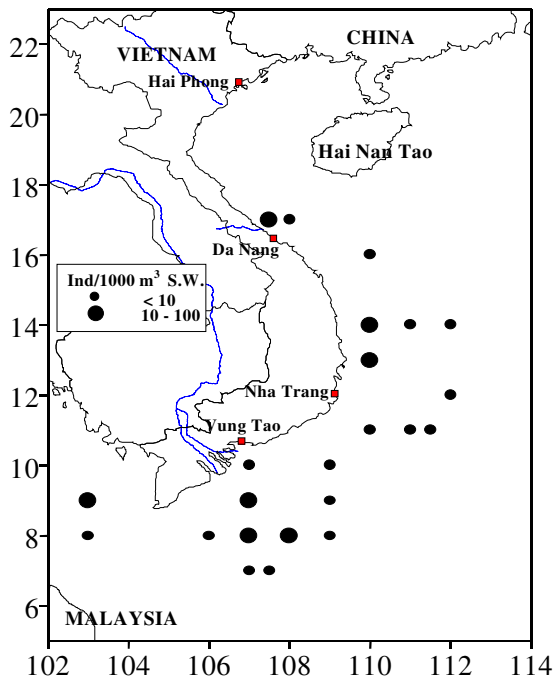 22
20
18
16
14
12
10
8
6
102 104 106 108 110 112 114
CHINA
VIETNAM
Hai Phong
Hai Nan Tao
Da Nang
Ind/1000 m³ S.W.
< 10
10 - 100
Nha Trang
Vung Tao
MALAYSIA